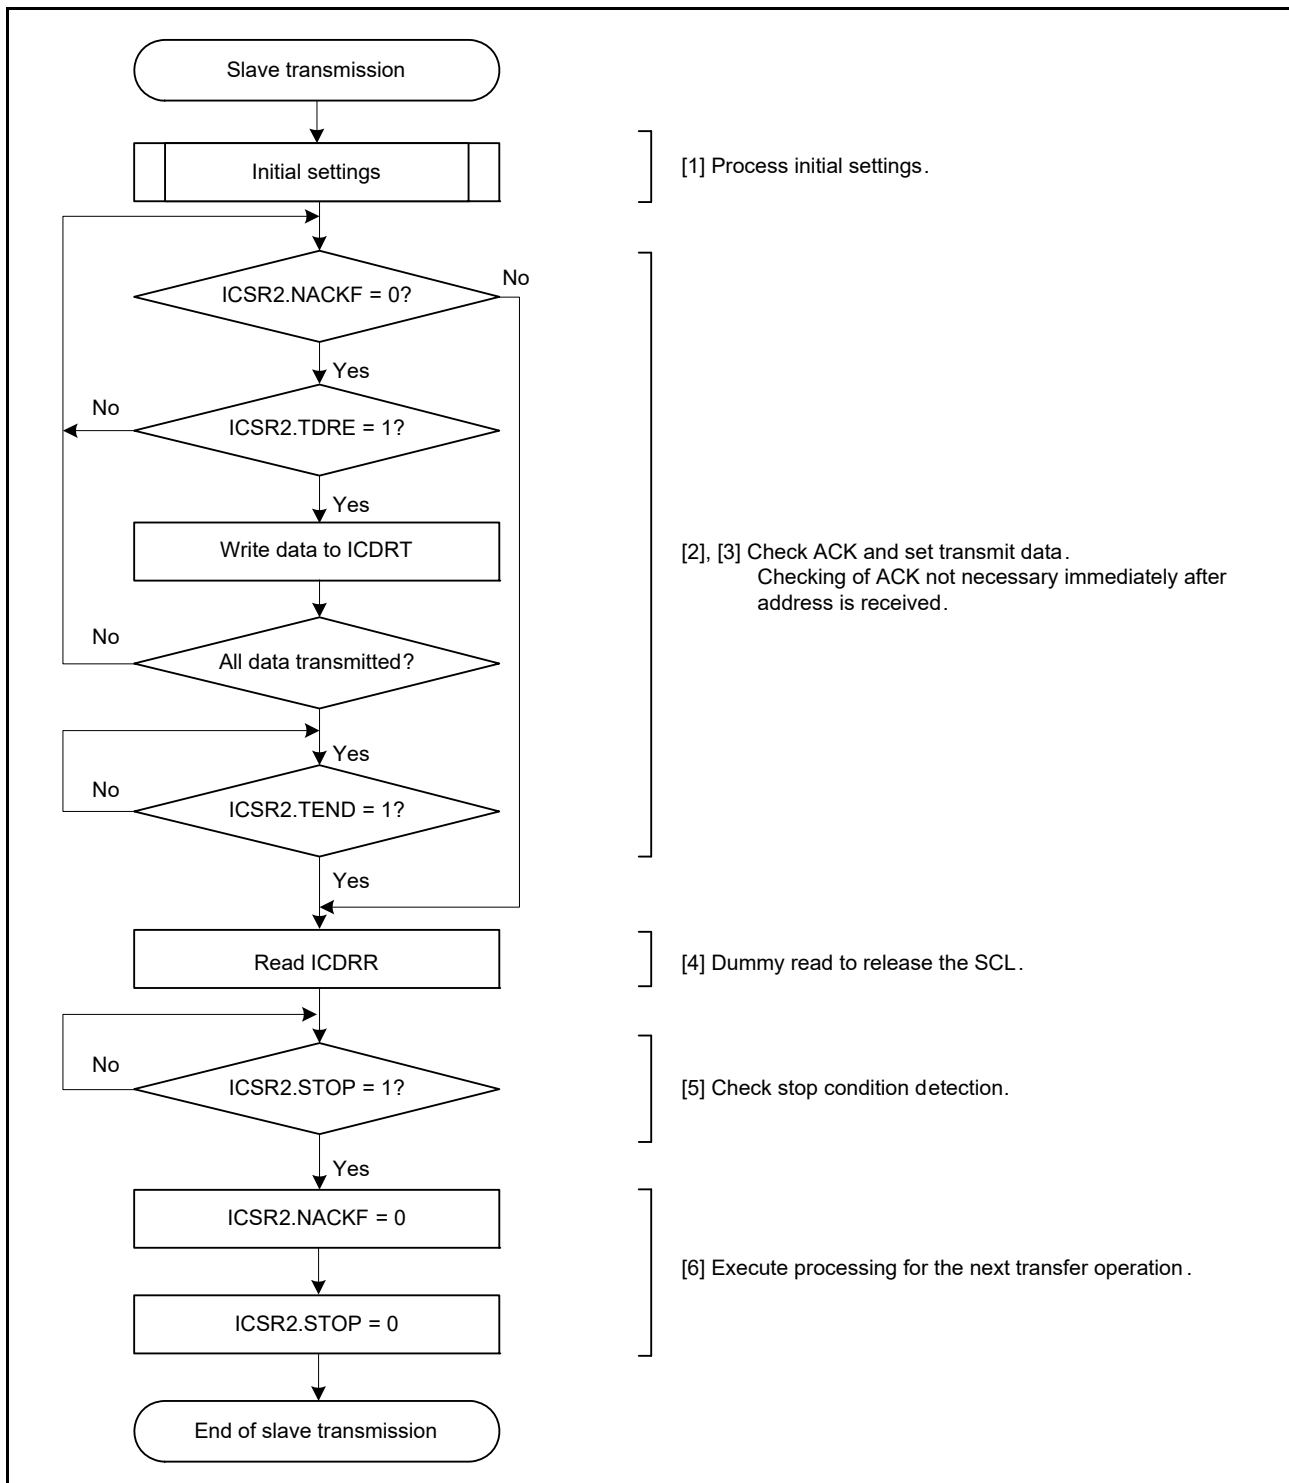 Slave transmission
Initial settings
[1] Process initial settings.
No
ICSR2.NACKF = 0?
Yes
No
ICSR2.TDRE = 1?
Yes
Write data to ICDRT
[2], [3] Check ACK and set transmit data.
Checking of ACK not necessary immediately after
address is received.
No
All data transmitted?
Yes
No
ICSR2.TEND = 1?
Yes
Read ICDRR
[4] Dummy read to release the SCL.
No
ICSR2.STOP = 1?
[5] Check stop condition detection.
Yes
ICSR2.NACKF = 0
[6] Execute processing for the next transfer operation.
ICSR2.STOP = 0
End of slave transmission